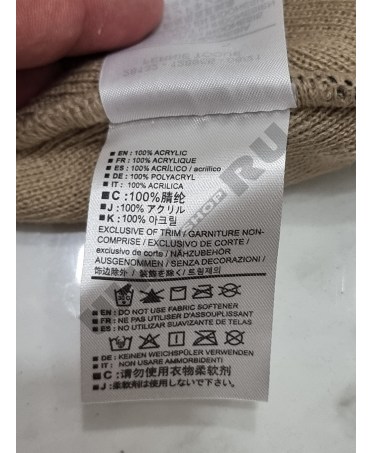 EN: 100% ACRYLIC
FR: 100% ACRYLIQUE
ES: 100% ACRÍLICO / acrílico
DE: 100% POLYACRYL
IT: 100% ACRILICA
C: 100%腈纶
J: 100% アクリル
K: 100% 아크릴
EXCLUSIVE OF TRIM / GARNITURE NON-
COMPRISE / EXCLUSIVO DE CORTE /
exclusivo de corte / NÄHZUBEHÖR
AUSGENOMMEN / SENZA DECORAZIONI /
饰边除外 / 装飾を除く / 트림제외
EN: DO NOT USE FABRIC SOFTENER
FR: NE PAS UTILISER D'ASSOUPLISSANT
ES: NO UTILIZAR SUAVIZANTE DE TELAS
DE: KEINEN WEICHSPÜLER VERWENDEN
IT: NON USARE AMMORBIDENTI
C: 请勿使用衣物柔软剂
J: 柔軟剤は使用しないで下さい。
SHOP.RU